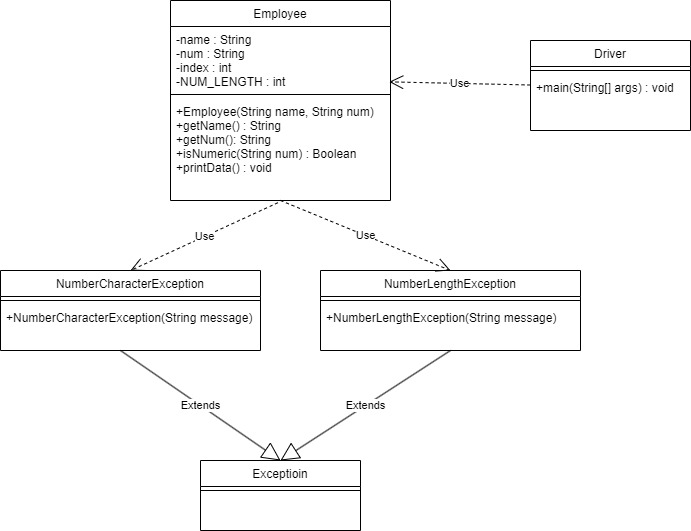 Employee
-name : String
-num : String
-index : int
-NUM_LENGTH : int
+Employee(String name, String num)
+getName() : String
+getNum(): String
+isNumeric(String num) : Boolean
+printData() : void
Driver
+main(String[] args) : void
Use
Use
Use
NumberCharacterException
+NumberCharacterException(String message)
NumberLengthException
+NumberLengthException(String message)
Extends
Extends
Exceptioin